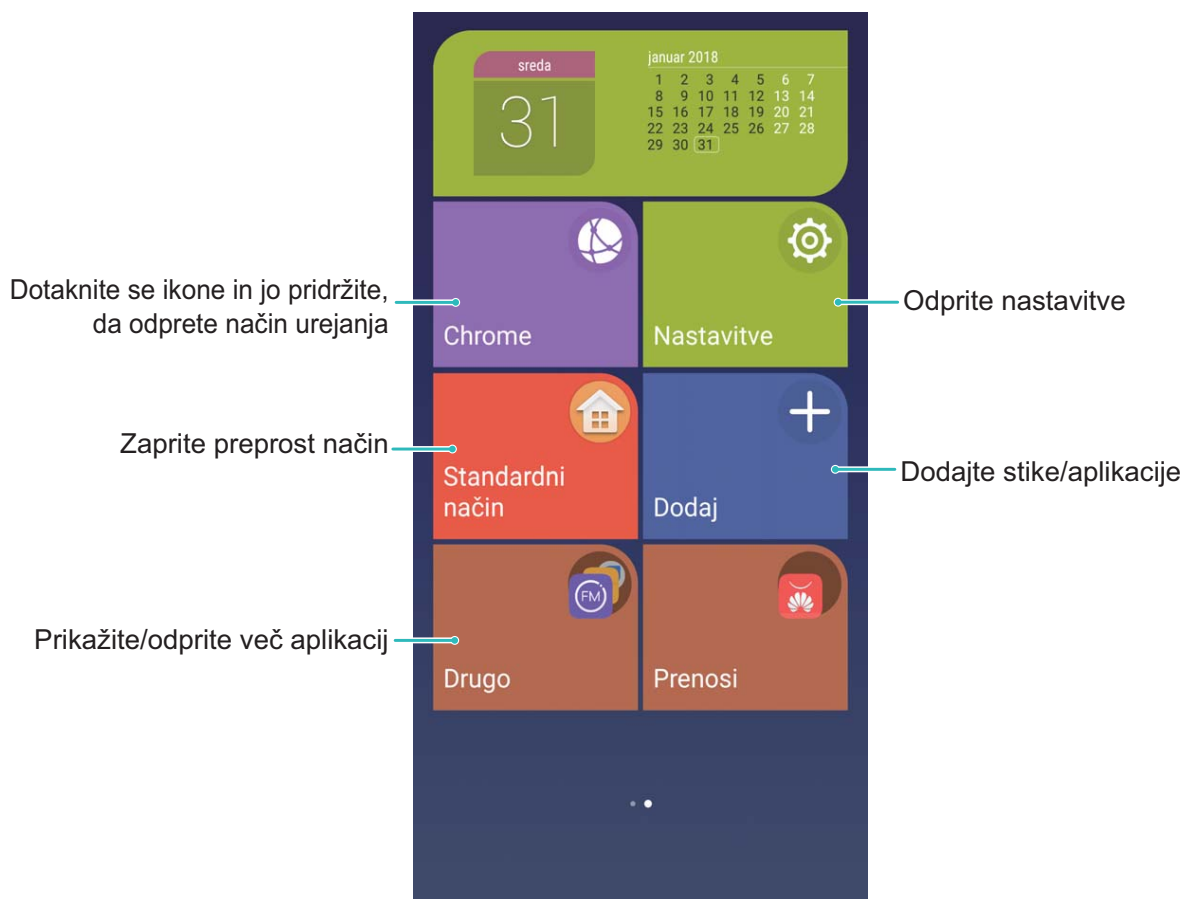 sreda
31
januar 2018
1 2 3 4 5 6 7
8 9 10 11 12 13 14
15 16 17 18 19 20 21
22 23 24 25 26 27 28
29 30 31
Dotaknite se ikone in jo pridržite,
da odprete način urejanja
Chrome
Nastavitve
Odprite nastavitve
Zaprite preprost način
Standardni
način
Dodaj
Dodajte stike/aplikacije
Prikažite/odprite več aplikacij
FM
Drugo
Prenosi